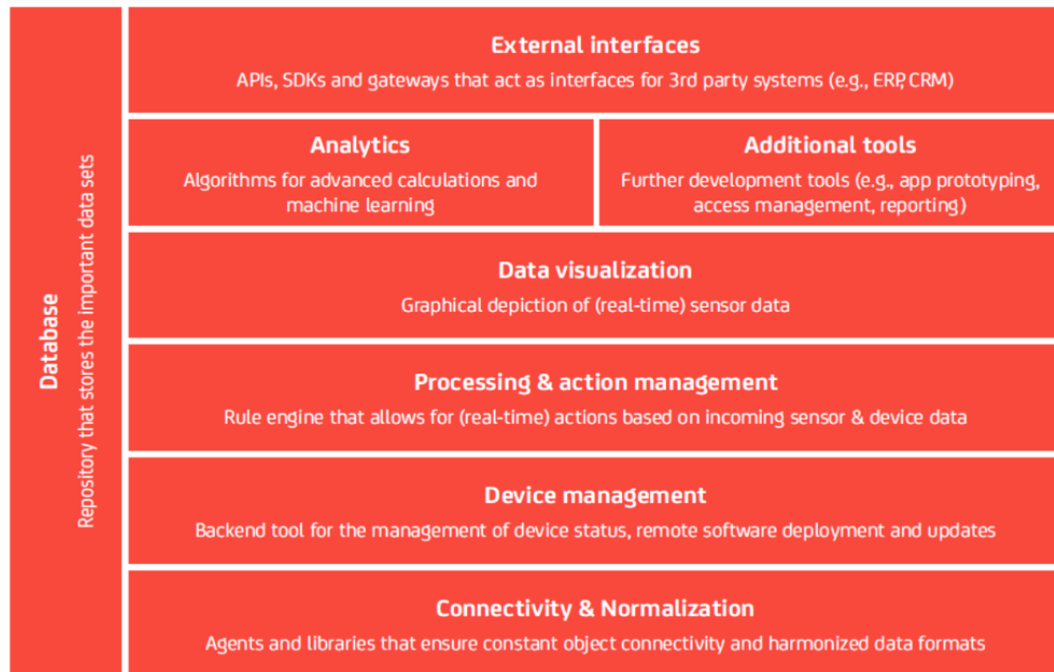 External interfaces
APIs, SDKs and gateways that act as interfaces for 3rd party systems (e.g., ERP, CRM)
Analytics
Algorithms for advanced calculations and
machine learning
Additional tools
Further development tools (e.g., app prototyping,
access management, reporting)
Data visualization
Graphical depiction of (real-time) sensor data
Processing & action management
Rule engine that allows for (real-time) actions based on incoming sensor & device data
Device management
Backend tool for the management of device status, remote software deployment and updates
Connectivity & Normalization
Agents and libraries that ensure constant object connectivity and harmonized data formats
Database
Repository that stores the important data sets